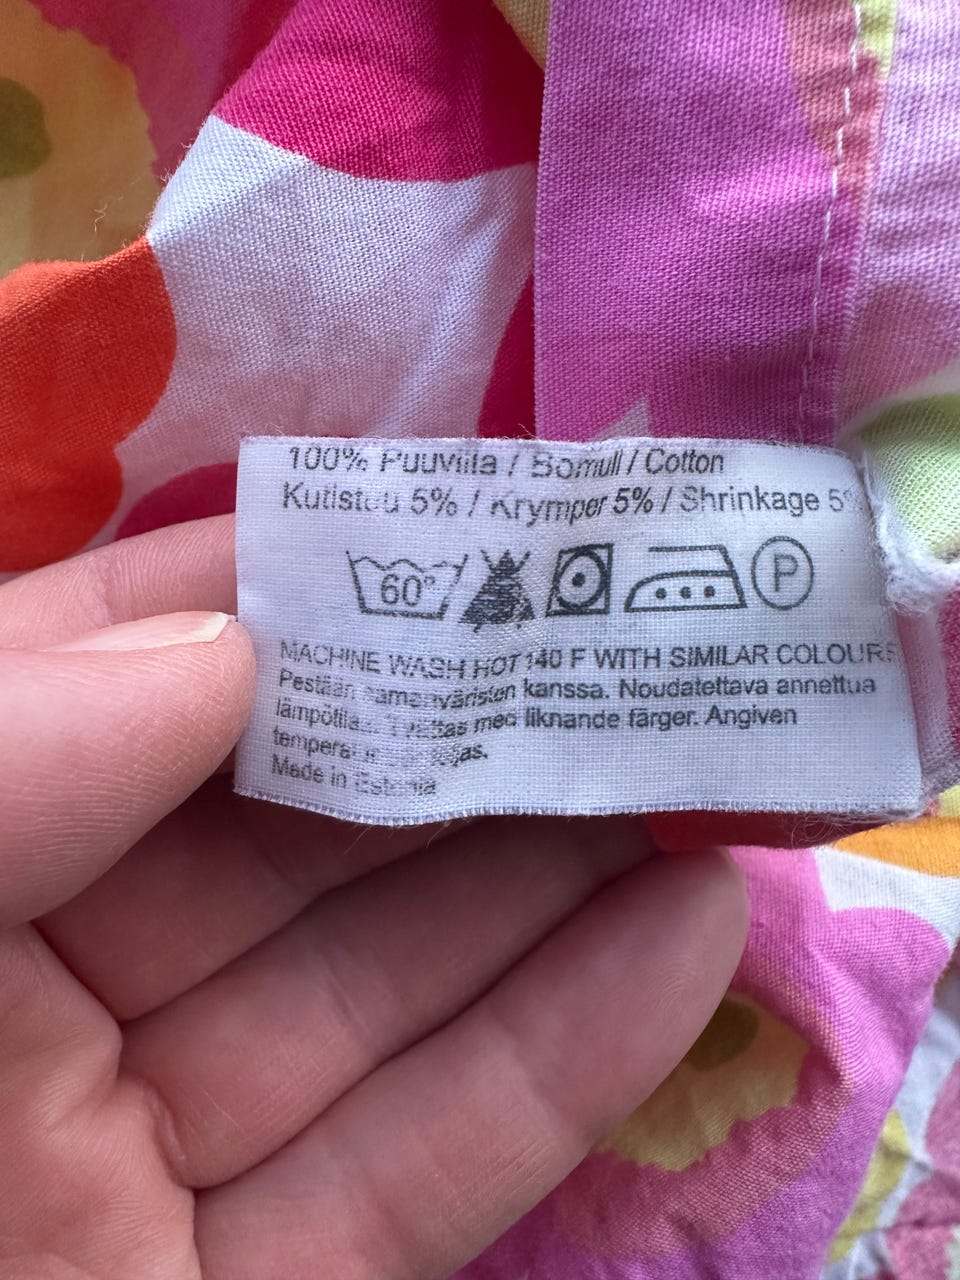 100% Puuvilla / Bomull / Cotton
Kutistuu 5% / Krymper 5% / Shrinkage 5%
60° P
MACHINE WASH HOT 140 F WITH SIMILAR COLOURS
Pestään samanväristen kanssa. Noudatettava annettua
lämpötilaa. Tvättas med liknande färger. Angiven
Made in Estonia